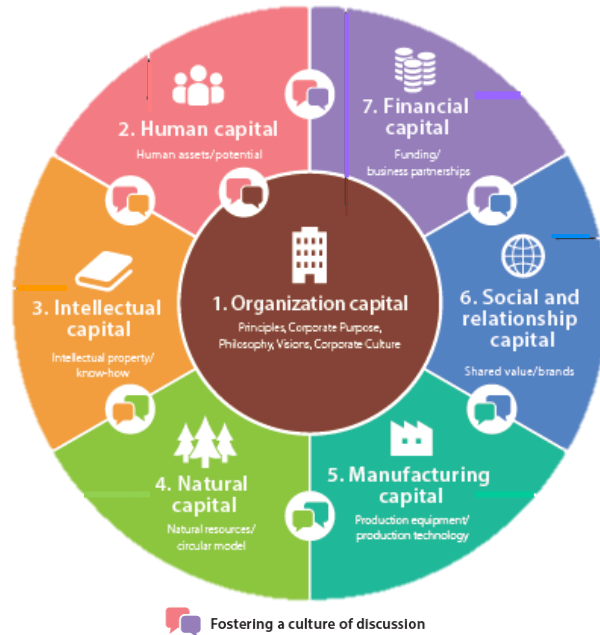 1. Organization capital
Principles, Corporate Purpose,
Philosophy, Visions, Corporate Culture
2. Human capital
Human assets/potential
3. Intellectual
capital
Intellectual property/
know-how
4. Natural
capital
Natural resources/
circular model
5. Manufacturing
capital
Production equipment/
production technology
6. Social and
relationship
capital
Shared value/brands
7. Financial
capital
Funding/
business partnerships
Fostering a culture of discussion